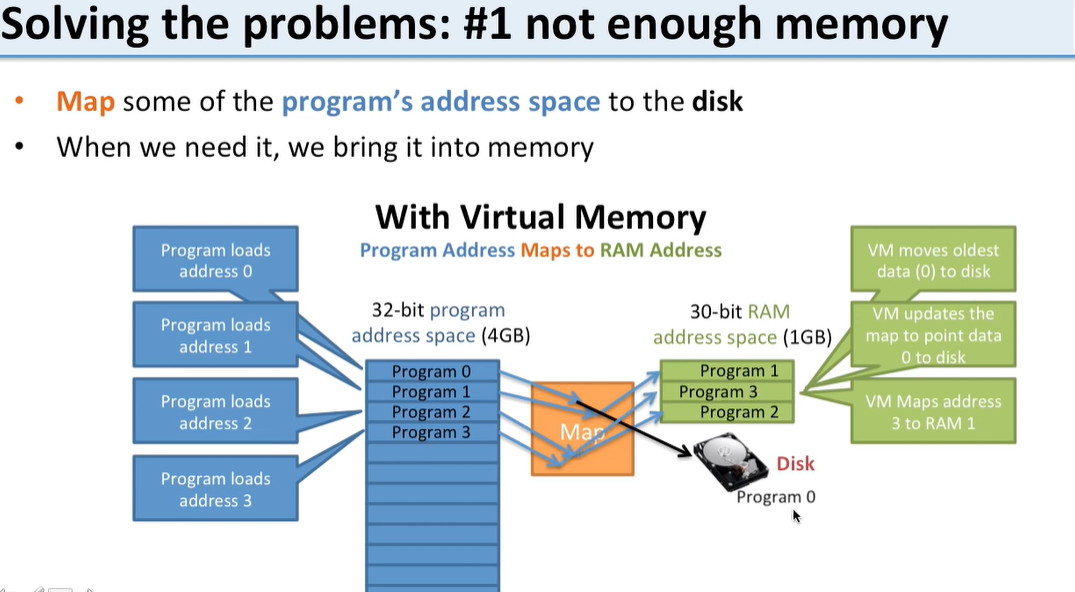 Solving the problems: #1 not enough memory
• Map some of the program's address space to the disk
• When we need it, we bring it into memory
With Virtual Memory
Program Address Maps to RAM Address
Program loads
address 0
Program loads
address 1
Program loads
address 2
Program loads
address 3
32-bit program
address space (4GB)
Program 0
Program 1
Program 2
Program 3
Map
30-bit RAM
address space (1GB)
Program 1
Program 3
Program 2
Disk
Program 0
VM moves oldest
data (0) to disk
VM updates the
map to point data
0 to disk
VM Maps address
3 to RAM 1